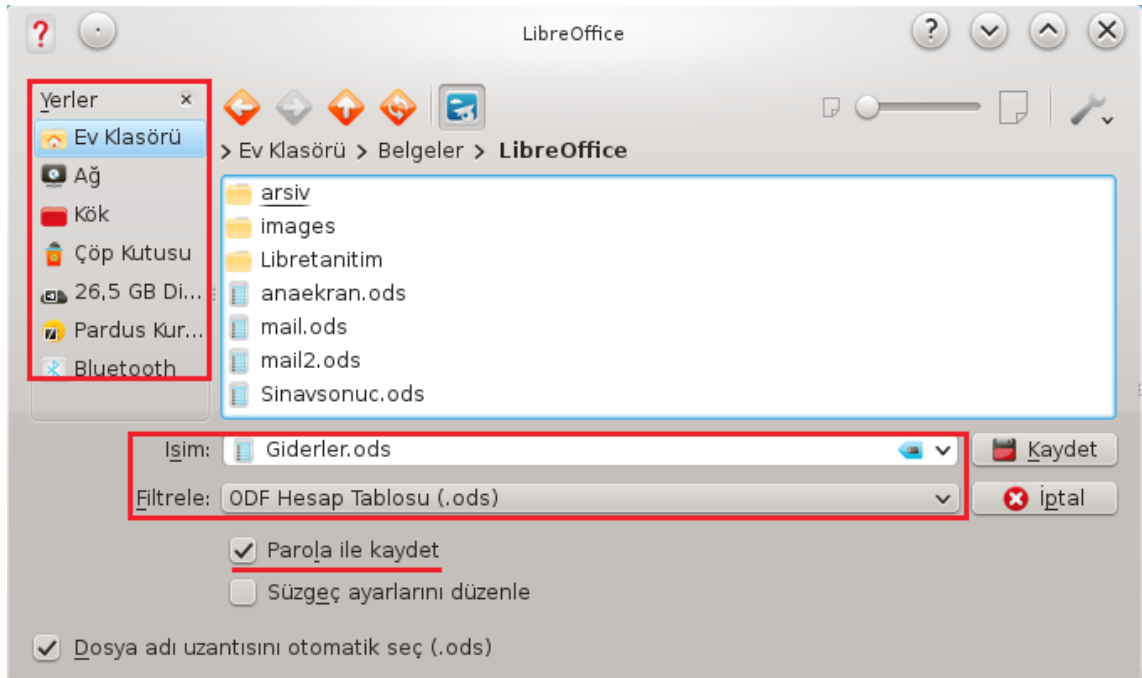 LibreOffice
Yerler
Ev Klasörü
Ağ
Kök
Çöp Kutusu
26,5 GB Di...
Pardus Kur...
Bluetooth
> Ev Klasörü > Belgeler > LibreOffice
arsiv
images
Libretanitim
anaekran.ods
mail.ods
mail2.ods
Sinavsonuc.ods
Isim: Giderler.ods Kaydet
Filtrele: ODF Hesap Tablosu (.ods) İptal
Parola ile kaydet
Süzgeç ayarlarını düzenle
Dosya adı uzantısını otomatik seç (.ods)